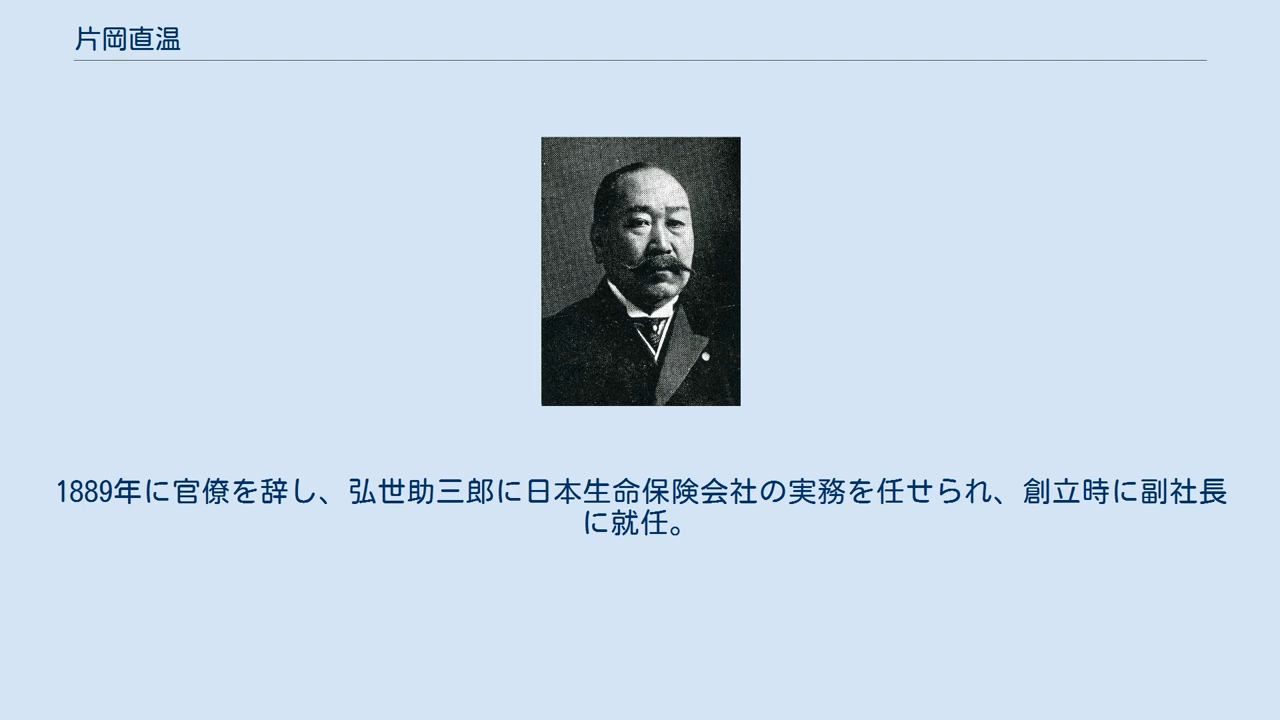 片岡直温
1889年に官僚を辞し、弘世助三郎に日本生命保険会社の実務を任せられ、創立時に副社長
に就任。